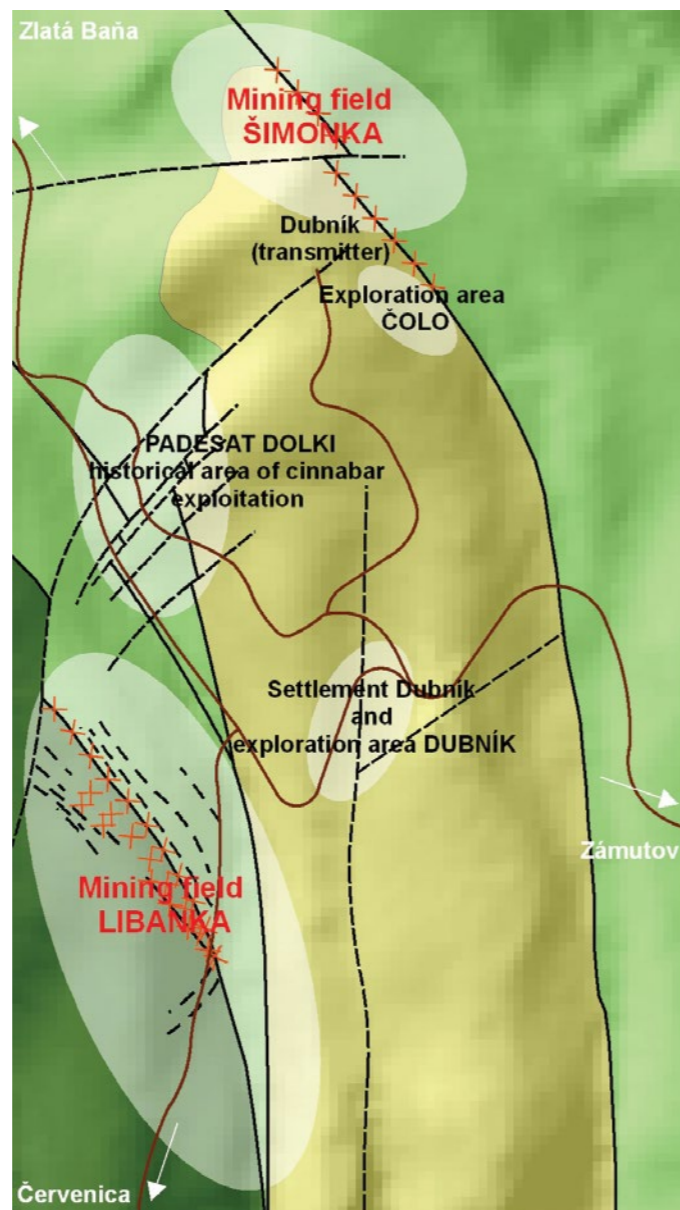 Zlatá Baňa
Mining field
ŠIMONKA
Dubník
(transmitter)
Exploration area
ČOLO
PADESAT DOLKI
historical area of cinnabar
exploitation
Settlement Dubník
and
exploration area DUBNÍK
Zámutov
Mining field
LIBANKA
Červenica